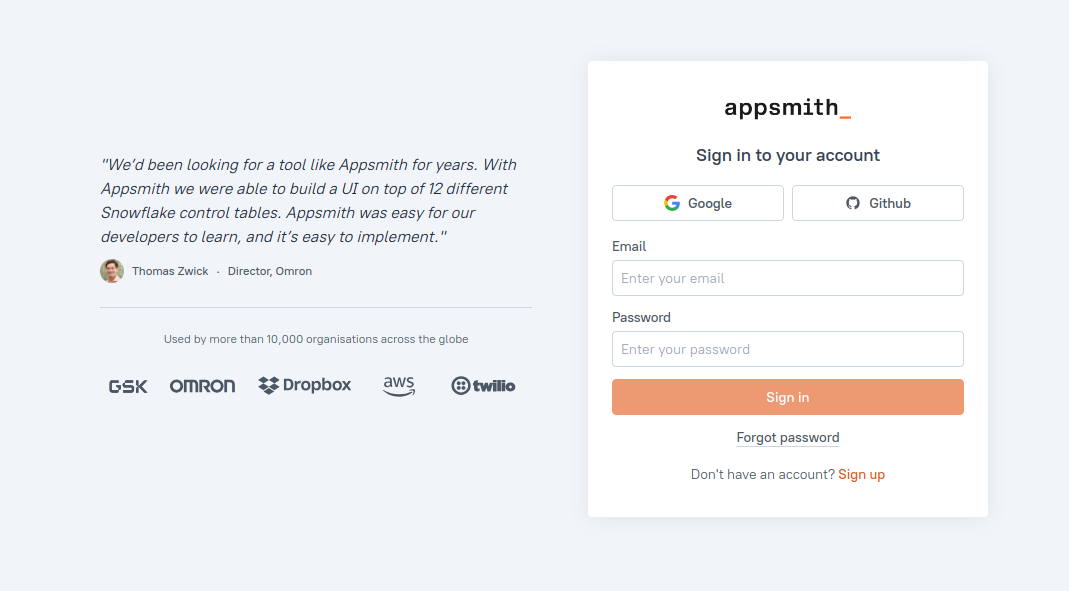 "We’d been looking for a tool like Appsmith for years. With
Appsmith we were able to build a UI on top of 12 different
Snowflake control tables. Appsmith was easy for our
developers to learn, and it’s easy to implement."
Thomas Zwick · Director, Omron
Used by more than 10,000 organisations across the globe
GSK OMRON Dropbox aws twilio
appsmith_
Sign in to your account
Google Github
Email
Enter your email
Password
Enter your password
Sign in
Forgot password
Don't have an account? Sign up